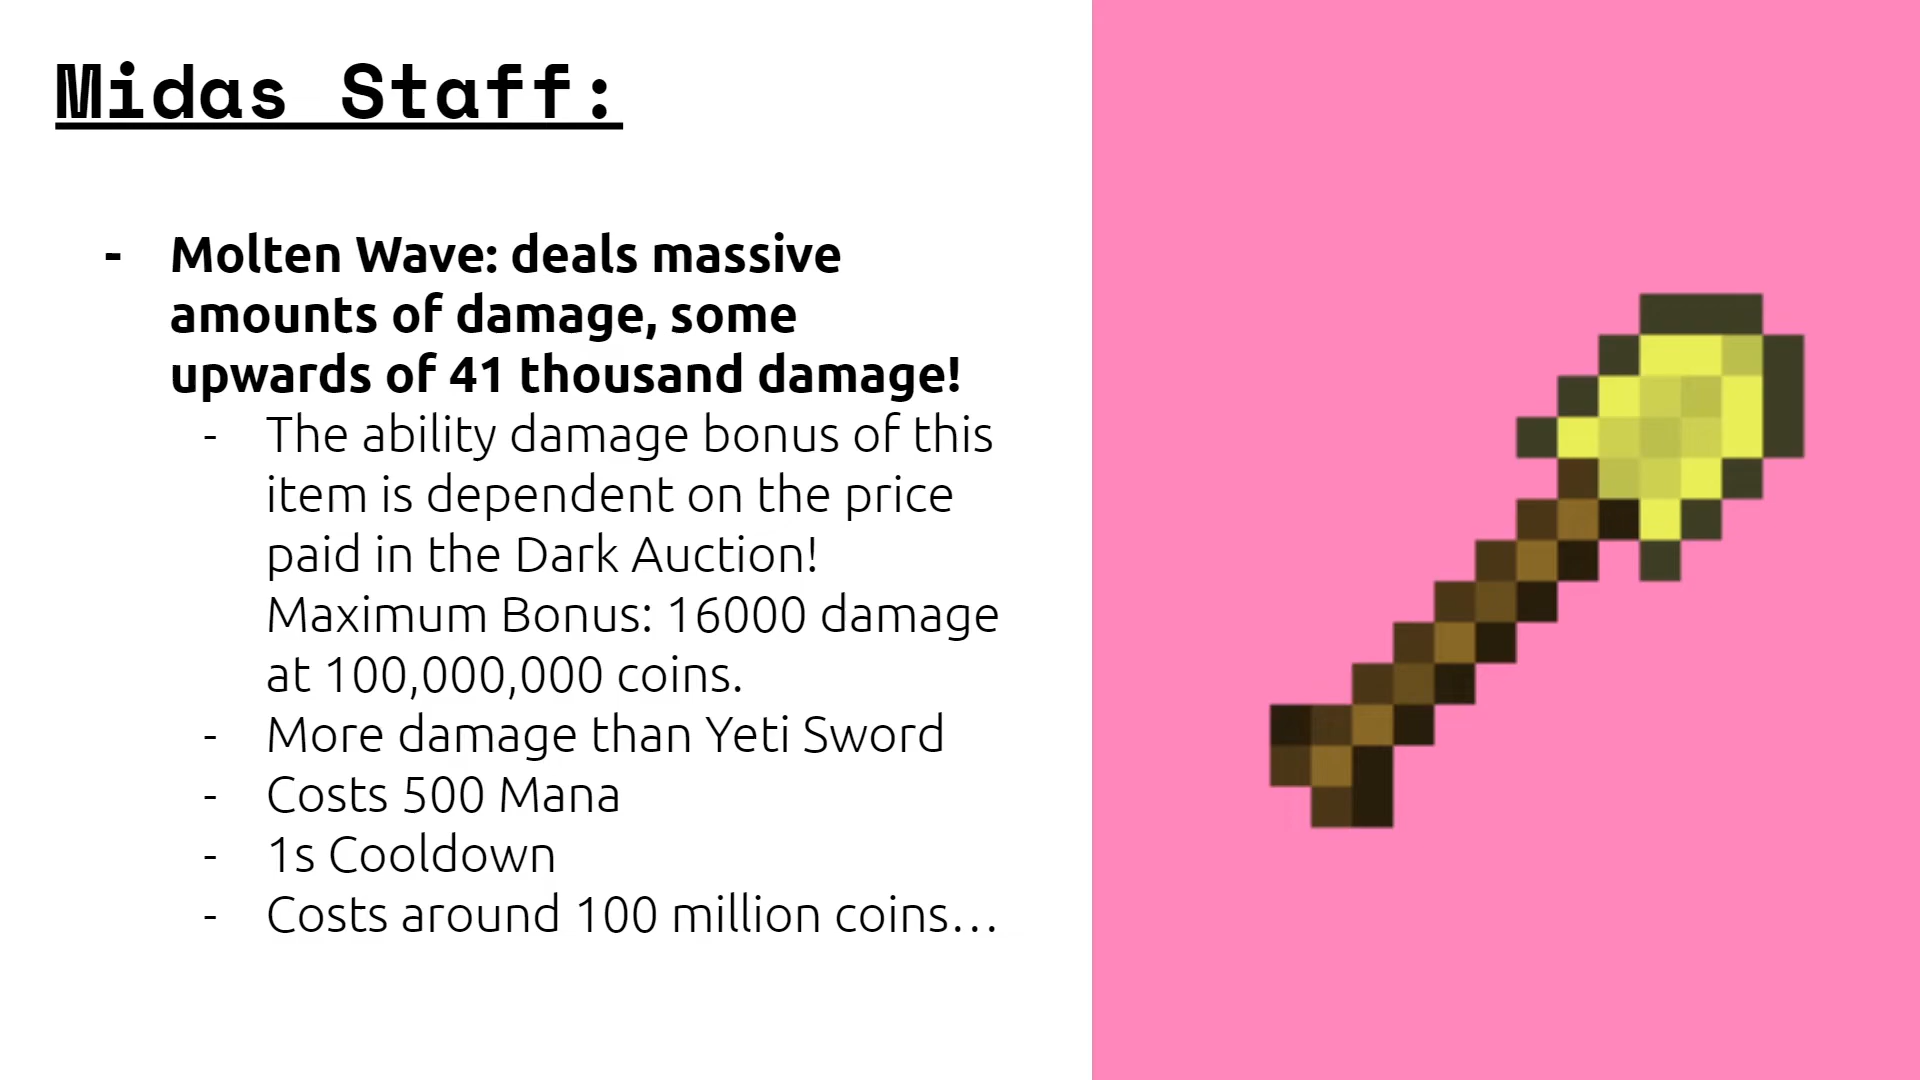 Midas Staff:
- Molten Wave: deals massive
amounts of damage, some
upwards of 41 thousand damage!
- The ability damage bonus of this
item is dependent on the price
paid in the Dark Auction!
Maximum Bonus: 16000 damage
at 100,000,000 coins.
- More damage than Yeti Sword
- Costs 500 Mana
- 1s Cooldown
- Costs around 100 million coins…